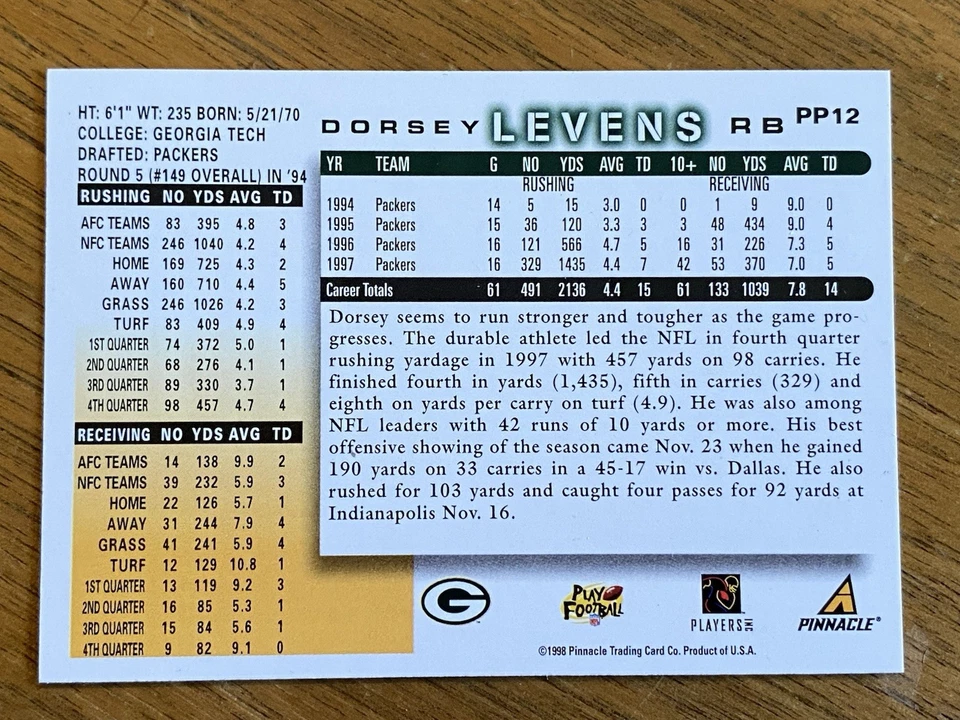 HT: 6'1" WT: 235 BORN: 5/21/70
COLLEGE: GEORGIA TECH
DRAFTED: PACKERS
ROUND 5 (#149 OVERALL) IN '94
RUSHING NO YDS AVG TD
AFC TEAMS 83 395 4.8 3
NFC TEAMS 246 1040 4.2 4
HOME 169 725 4.3 2
AWAY 160 710 4.4 5
GRASS 246 1026 4.2 3
TURF 83 409 4.9 4
1ST QUARTER 74 372 5.0 1
2ND QUARTER 68 276 4.1 1
3RD QUARTER 89 330 3.7 1
4TH QUARTER 98 457 4.7 4
RECEIVING NO YDS AVG TD
AFC TEAMS 14 138 9.9 2
NFC TEAMS 39 232 5.9 3
HOME 22 126 5.7 1
AWAY 31 244 7.9 4
GRASS 41 241 5.9 4
TURF 12 129 10.8 1
1ST QUARTER 13 119 9.2 3
2ND QUARTER 16 85 5.3 1
3RD QUARTER 15 84 5.6 1
4TH QUARTER 9 82 9.1 0
DORSEY LEVENS RB PP12
YR TEAM G NO YDS AVG TD 10+ NO YDS AVG TD
RUSHING RECEIVING
1994 Packers 14 5 15 3.0 0 0 1 9 9.0 0
1995 Packers 15 36 120 3.3 3 3 48 434 9.0 4
1996 Packers 16 121 566 4.7 5 16 31 226 7.3 5
1997 Packers 16 329 1435 4.4 7 42 53 370 7.0 5
Career Totals 61 491 2136 4.4 15 61 133 1039 7.8 14
Dorsey seems to run stronger and tougher as the game pro-
gresses. The durable athlete led the NFL in fourth quarter
rushing yardage in 1997 with 457 yards on 98 carries. He
finished fourth in yards (1,435), fifth in carries (329) and
eighth on yards per carry on turf (4.9). He was also among
NFL leaders with 42 runs of 10 yards or more. His best
offensive showing of the season came Nov. 23 when he gained
190 yards on 33 carries in a 45-17 win vs. Dallas. He also
rushed for 103 yards and caught four passes for 92 yards at
Indianapolis Nov. 16.
G
PLAY
FOOTBALL
PLAYERS INC
PINNACLE®
©1998 Pinnacle Trading Card Co. Product of U.S.A.